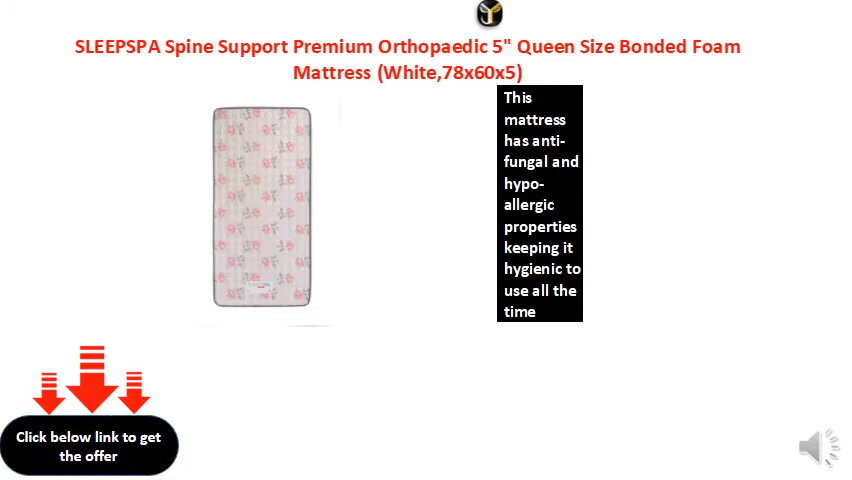 SLEEPSPA Spine Support Premium Orthopaedic 5" Queen Size Bonded Foam
Mattress (White,78x60x5)
This
mattress
has anti-
fungal and
hypo-
allergic
properties
keeping it
hygienic to
use all the
time
Click below link to get
the offer